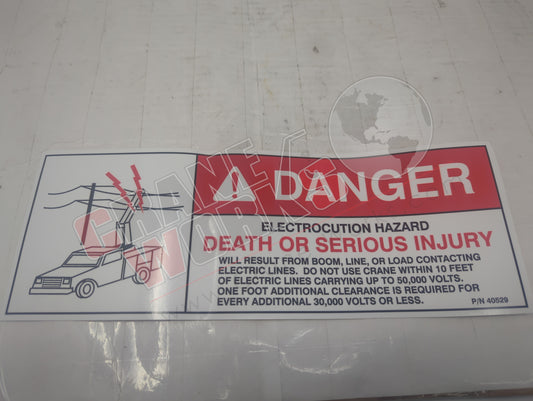 DANGER
ELECTROCUTION HAZARD
DEATH OR SERIOUS INJURY
WILL RESULT FROM BOOM, LINE, OR LOAD CONTACTING
ELECTRIC LINES. DO NOT USE CRANE WITHIN 10 FEET
OF ELECTRIC LINES CARRYING UP TO 50,000 VOLTS.
ONE FOOT ADDITIONAL CLEARANCE IS REQUIRED FOR
EVERY ADDITIONAL 30,000 VOLTS OR LESS.
P/N 40529
CRANE
WORKS